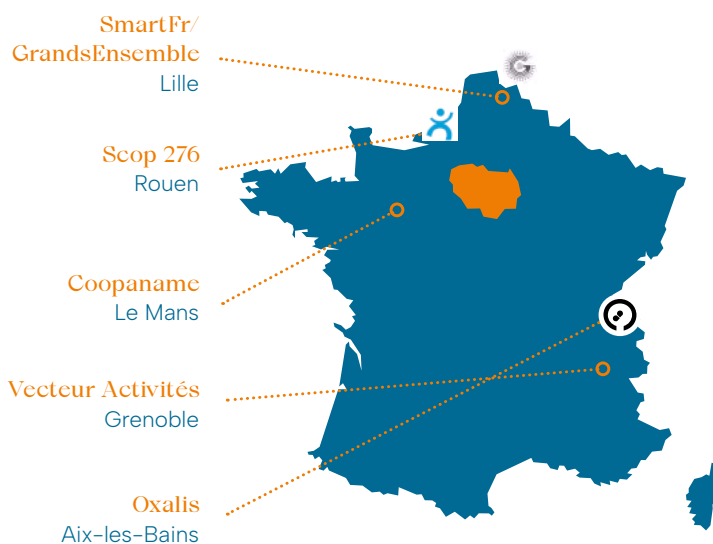 SmartFr/
GrandsEnsemble
Lille
Scop 276
Rouen
Coopaname
Le Mans
Vecteur Activités
Grenoble
Oxalis
Aix-les-Bains